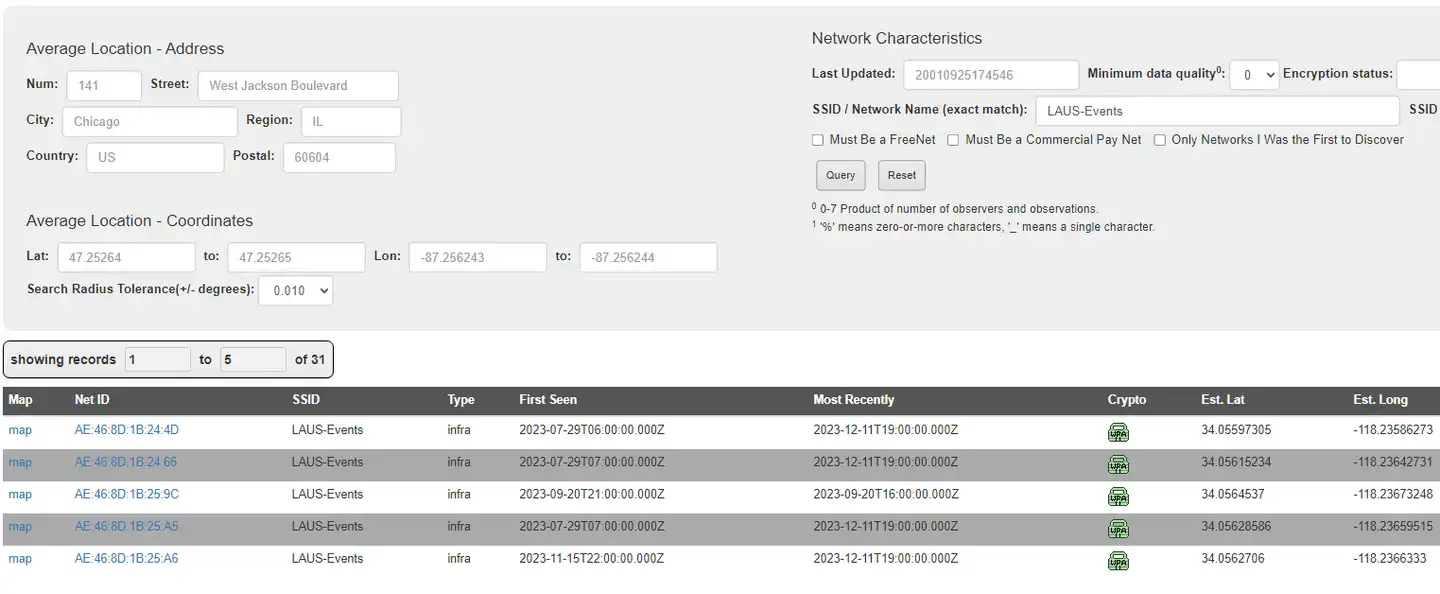 Average Location - Address
Num: 141 Street: West Jackson Boulevard
City: Chicago Region: IL
Country: US Postal: 60604
Average Location - Coordinates
Lat: 47.25264 to: 47.25265 Lon: -87.256243 to: -87.256244
Search Radius Tolerance(+/- degrees): 0.010
Network Characteristics
Last Updated: 20010925174546 Minimum data quality⁰: 0 Encryption status:
SSID / Network Name (exact match): LAUS-Events SSID
Must Be a FreeNet Must Be a Commercial Pay Net Only Networks I Was the First to Discover
Query Reset
⁰ 0-7 Product of number of observers and observations.
¹ '%' means zero-or-more characters, '_' means a single character.
showing records 1 to 5 of 31
Map Net ID SSID Type First Seen Most Recently Crypto Est. Lat Est. Long
map AE:46:8D:1B:24:4D LAUS-Events infra 2023-07-29T06:00:00.000Z 2023-12-11T19:00:00.000Z WPA 34.05597305 -118.23586273
map AE:46:8D:1B:24:66 LAUS-Events infra 2023-07-29T07:00:00.000Z 2023-12-11T19:00:00.000Z WPA 34.05615234 -118.23642731
map AE:46:8D:1B:25:9C LAUS-Events infra 2023-09-20T21:00:00.000Z 2023-09-20T16:00:00.000Z WPA 34.0564537 -118.23673248
map AE:46:8D:1B:25:A5 LAUS-Events infra 2023-07-29T07:00:00.000Z 2023-12-11T19:00:00.000Z WPA 34.05628586 -118.23659515
map AE:46:8D:1B:25:A6 LAUS-Events infra 2023-11-15T22:00:00.000Z 2023-12-11T19:00:00.000Z WPA 34.0562706 -118.2366333